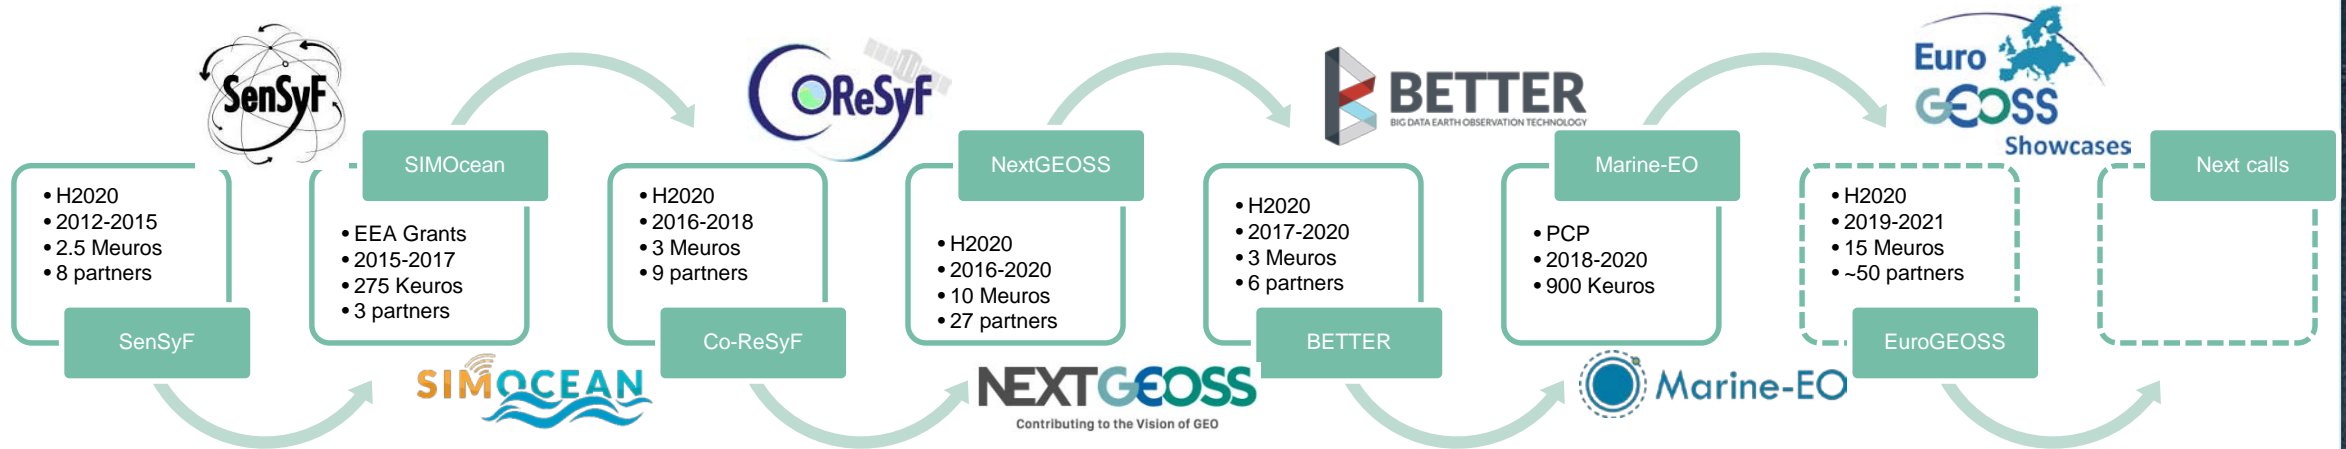 SenSyF
• H2020
• 2012-2015
• 2.5 Meuros
• 8 partners
SenSyF
SIMOcean
• EEA Grants
• 2015-2017
• 275 Keuros
• 3 partners
SIMOCEAN
COReSyF
• H2020
• 2016-2018
• 3 Meuros
• 9 partners
Co-ReSyF
NextGEOSS
• H2020
• 2016-2020
• 10 Meuros
• 27 partners
NEXTGEOSS
Contributing to the Vision of GEO
BETTER
BIG DATA EARTH OBSERVATION TECHNOLOGY
• H2020
• 2017-2020
• 3 Meuros
• 6 partners
BETTER
Marine-EO
• PCP
• 2018-2020
• 900 Keuros
Marine-EO
Euro
GEOSS
Showcases
• H2020
• 2019-2021
• 15 Meuros
• ~50 partners
EuroGEOSS
Next calls